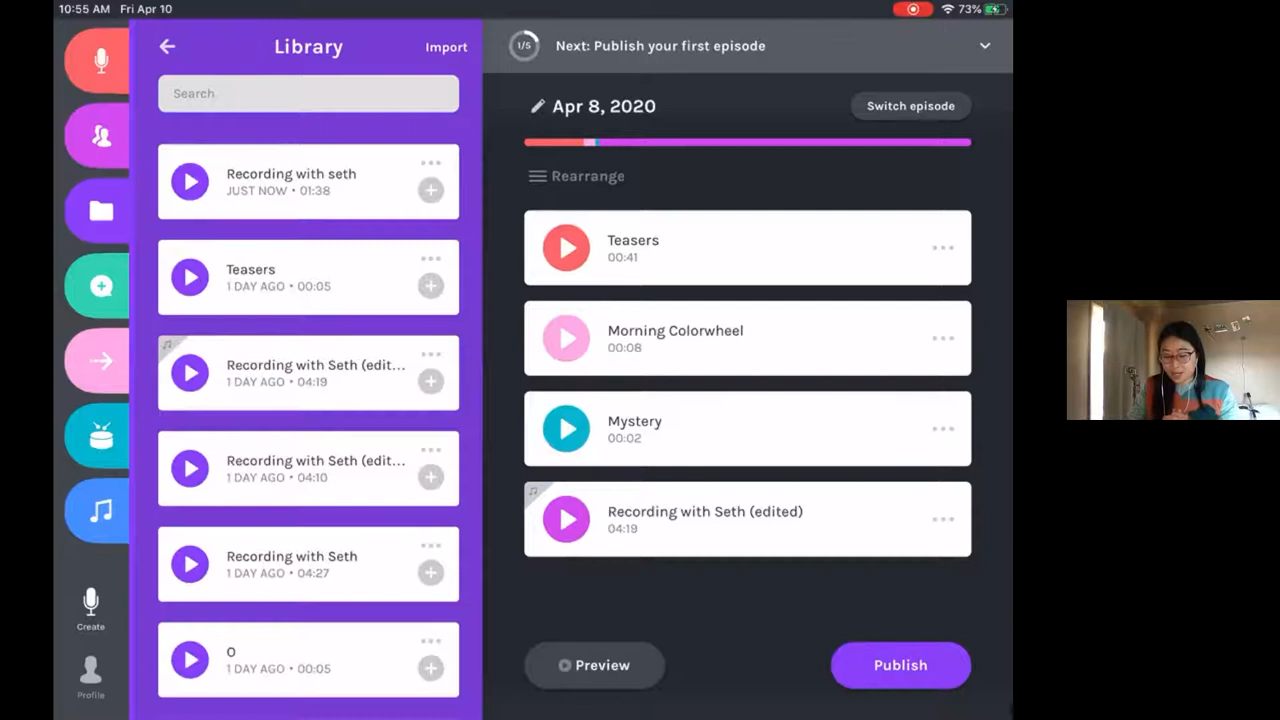 10:55 AM Fri Apr 10
73%
Library
Import
Search
Recording with seth
JUST NOW • 01:38
Teasers
1 DAY AGO • 00:05
Recording with Seth (edit...
1 DAY AGO • 04:19
Recording with Seth (edit...
1 DAY AGO • 04:10
Recording with Seth
1 DAY AGO • 04:27
O
1 DAY AGO • 00:05
Create
Profile
1/5
Next: Publish your first episode
Apr 8, 2020
Switch episode
Rearrange
Teasers
00:41
Morning Colorwheel
00:08
Mystery
00:02
Recording with Seth (edited)
04:19
Preview
Publish